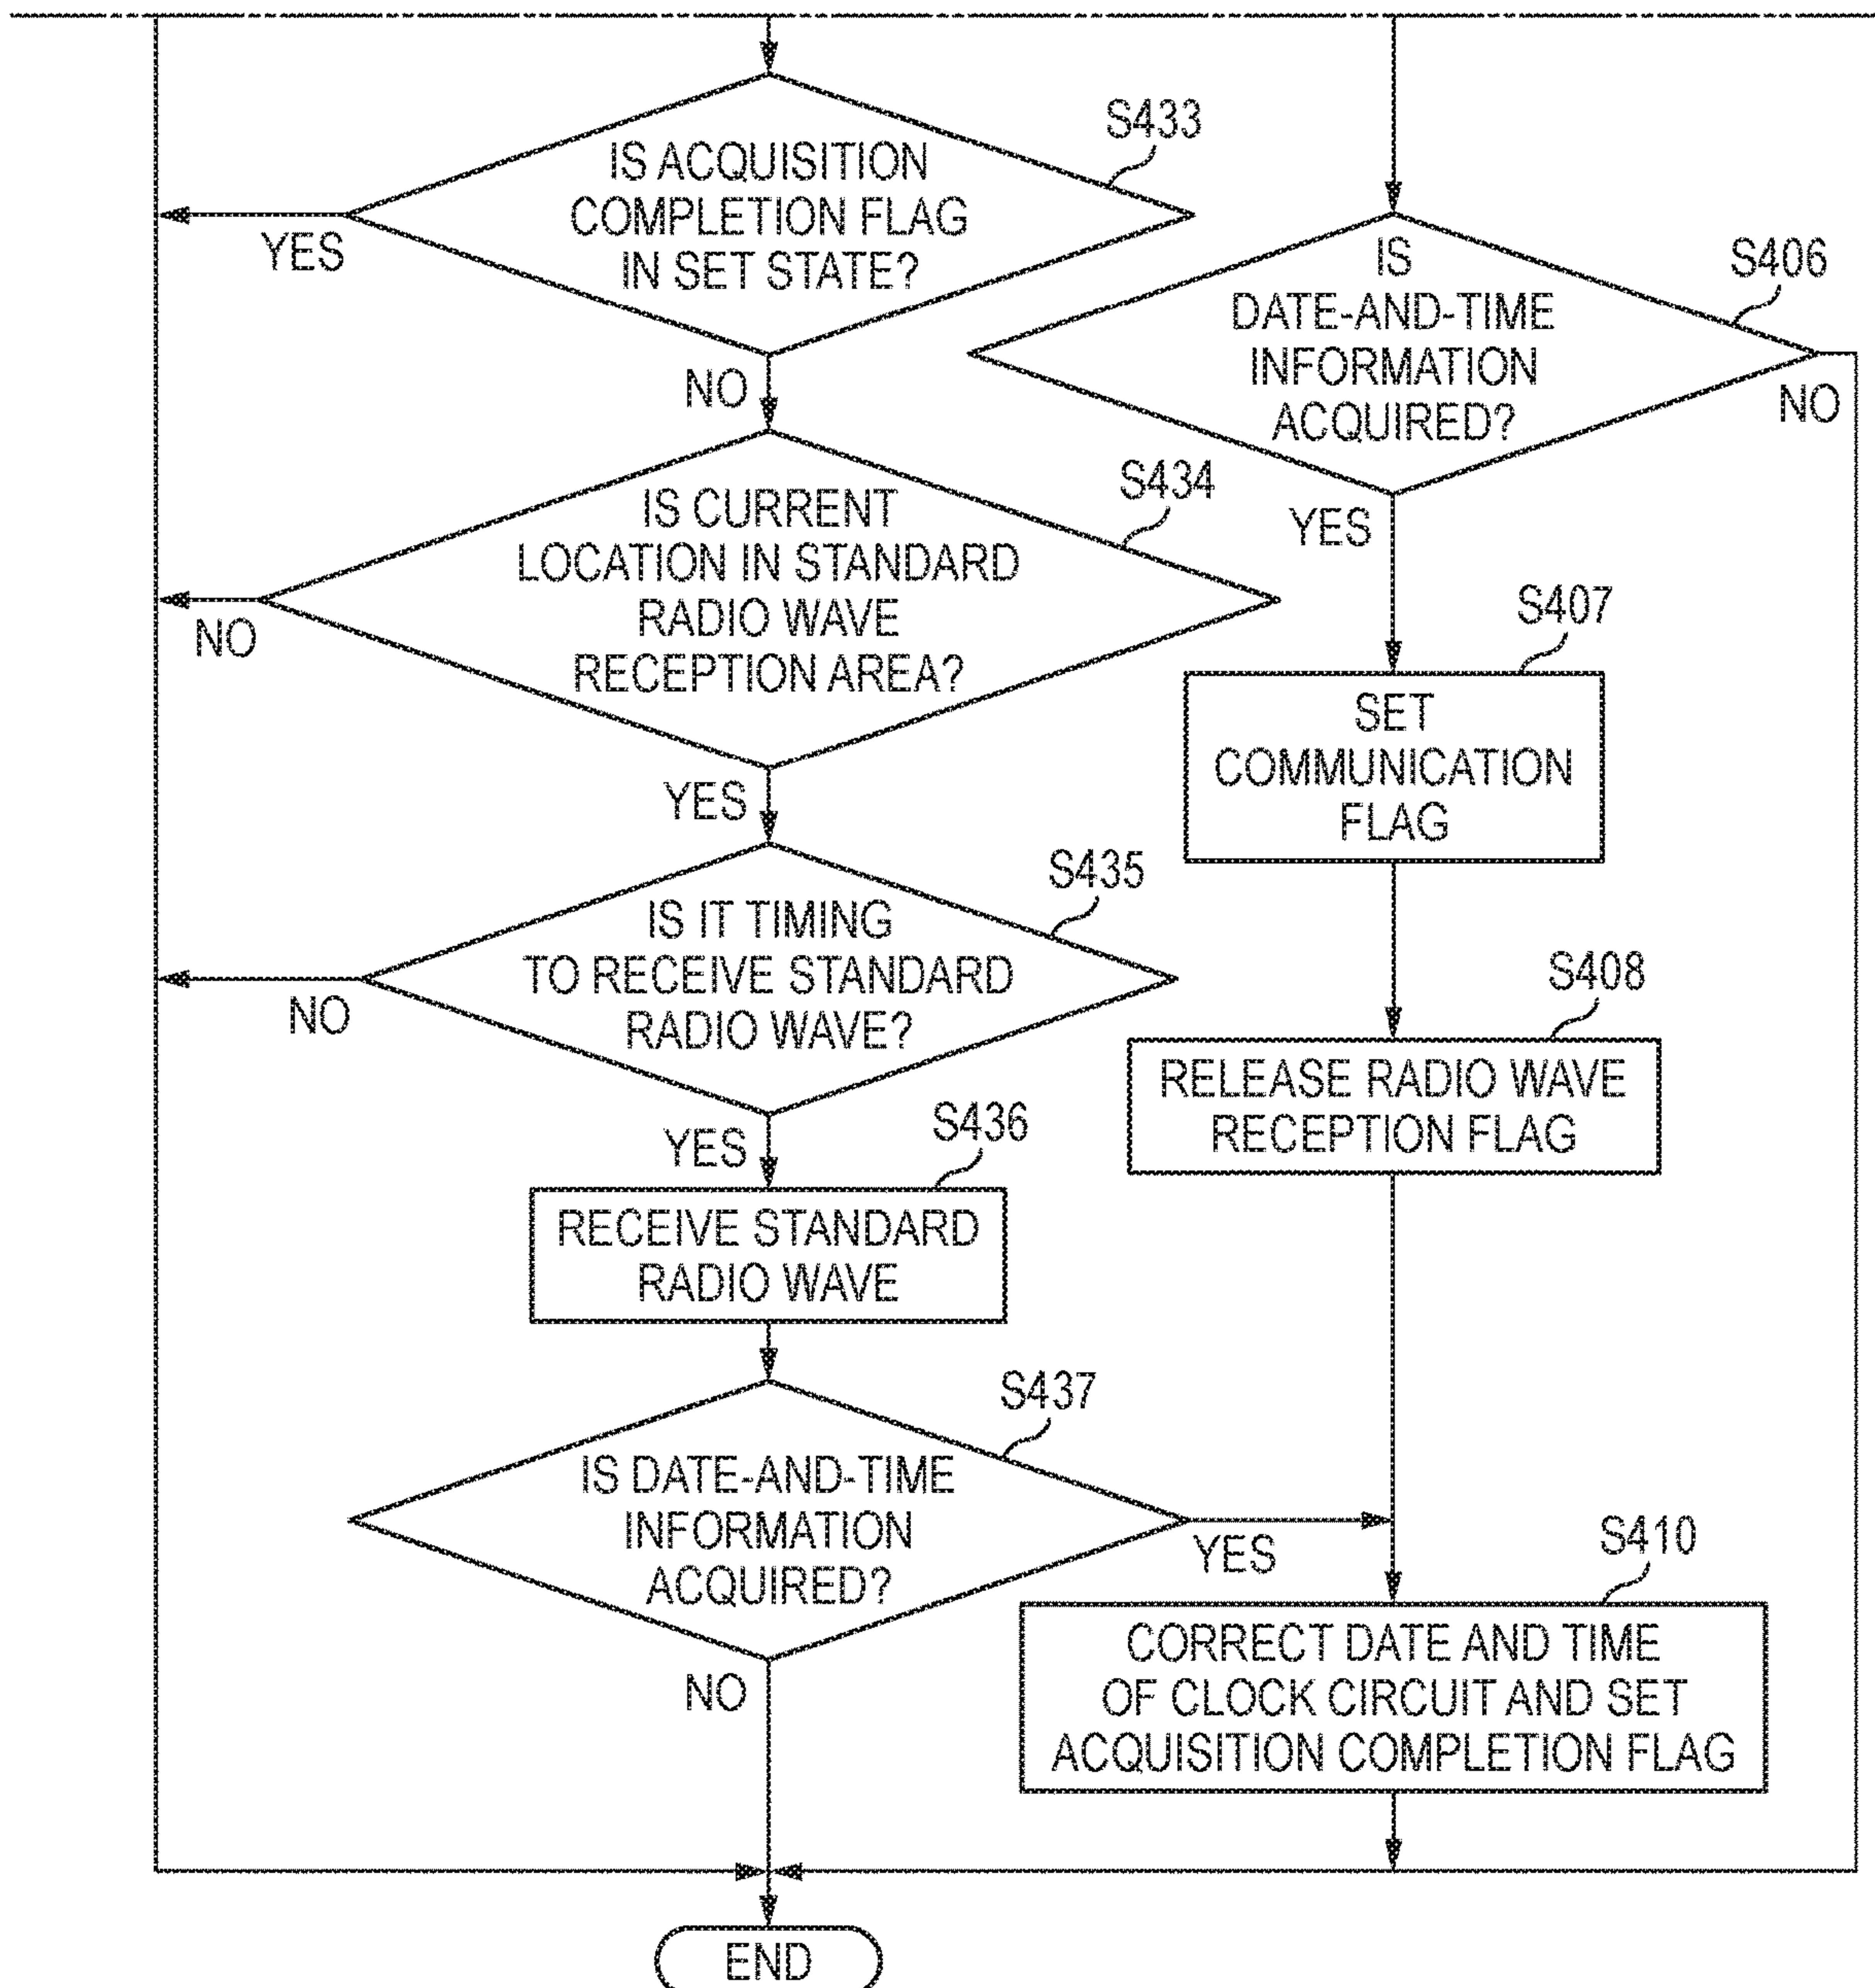 S433
IS ACQUISITION
COMPLETION FLAG
IN SET STATE?
YES
NO
S434
IS CURRENT
LOCATION IN STANDARD
RADIO WAVE
RECEPTION AREA?
NO
YES
S435
IS IT TIMING
TO RECEIVE STANDARD
RADIO WAVE?
NO
YES
S436
RECEIVE STANDARD
RADIO WAVE
S437
IS DATE-AND-TIME
INFORMATION
ACQUIRED?
YES
NO
S406
IS
DATE-AND-TIME
INFORMATION
ACQUIRED?
NO
YES
S407
SET
COMMUNICATION
FLAG
S408
RELEASE RADIO WAVE
RECEPTION FLAG
S410
CORRECT DATE AND TIME
OF CLOCK CIRCUIT AND SET
ACQUISITION COMPLETION FLAG
END